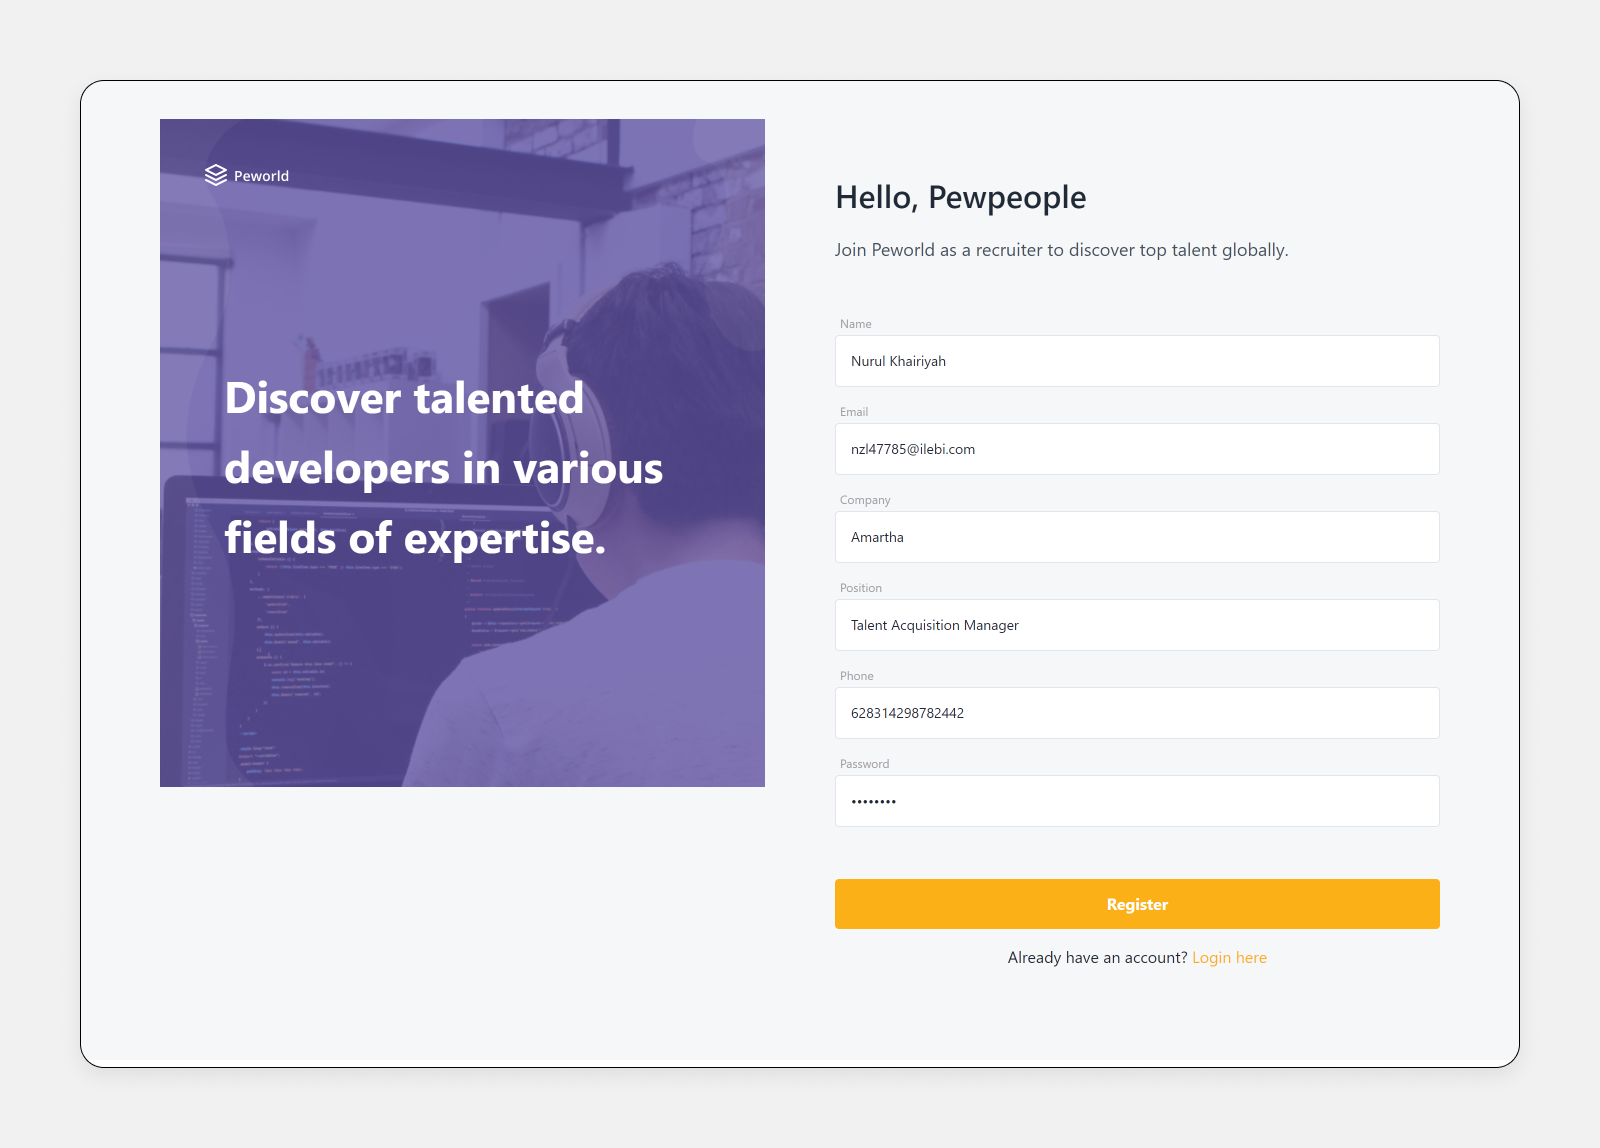 Peworld
Discover talented
developers in various
fields of expertise.
Hello, Pewpeople
Join Peworld as a recruiter to discover top talent globally.
Name
Nurul Khairiyah
Email
nzl47785@ilebi.com
Company
Amartha
Position
Talent Acquisition Manager
Phone
628314298782442
Password
••••••••
Register
Already have an account? Login here